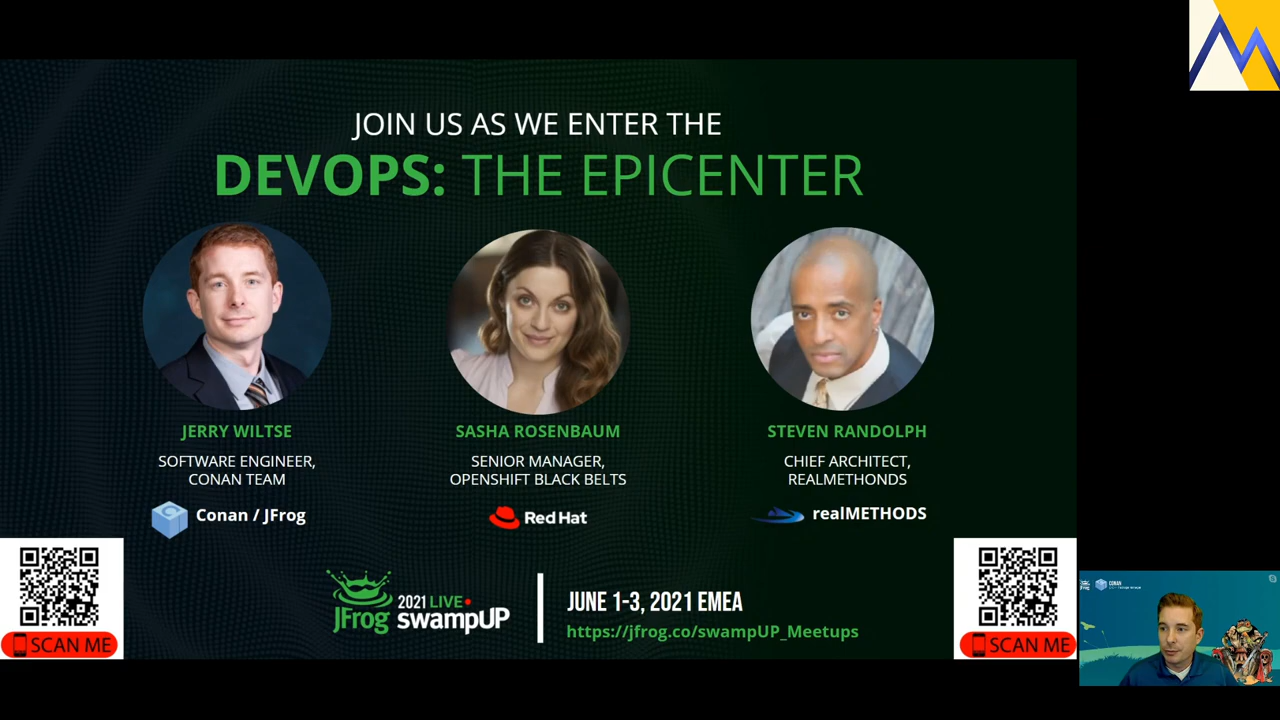 JOIN US AS WE ENTER THE
DEVOPS: THE EPICENTER
JERRY WILTSE
SOFTWARE ENGINEER,
CONAN TEAM
Conan / JFrog
SASHA ROSENBAUM
SENIOR MANAGER,
OPENSHIFT BLACK BELTS
Red Hat
STEVEN RANDOLPH
CHIEF ARCHITECT,
REALMETHONDS
realMETHODS
SCAN ME
JFrog
2021 LIVE
swampUP
JUNE 1-3, 2021 EMEA
https://jfrog.co/swampUP_Meetups
SCAN ME
CONAN